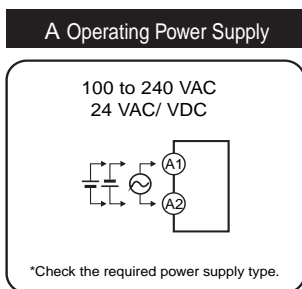 A Operating Power Supply
100 to 240 VAC
24 VAC/ VDC
A1
A2
*Check the required power supply type.